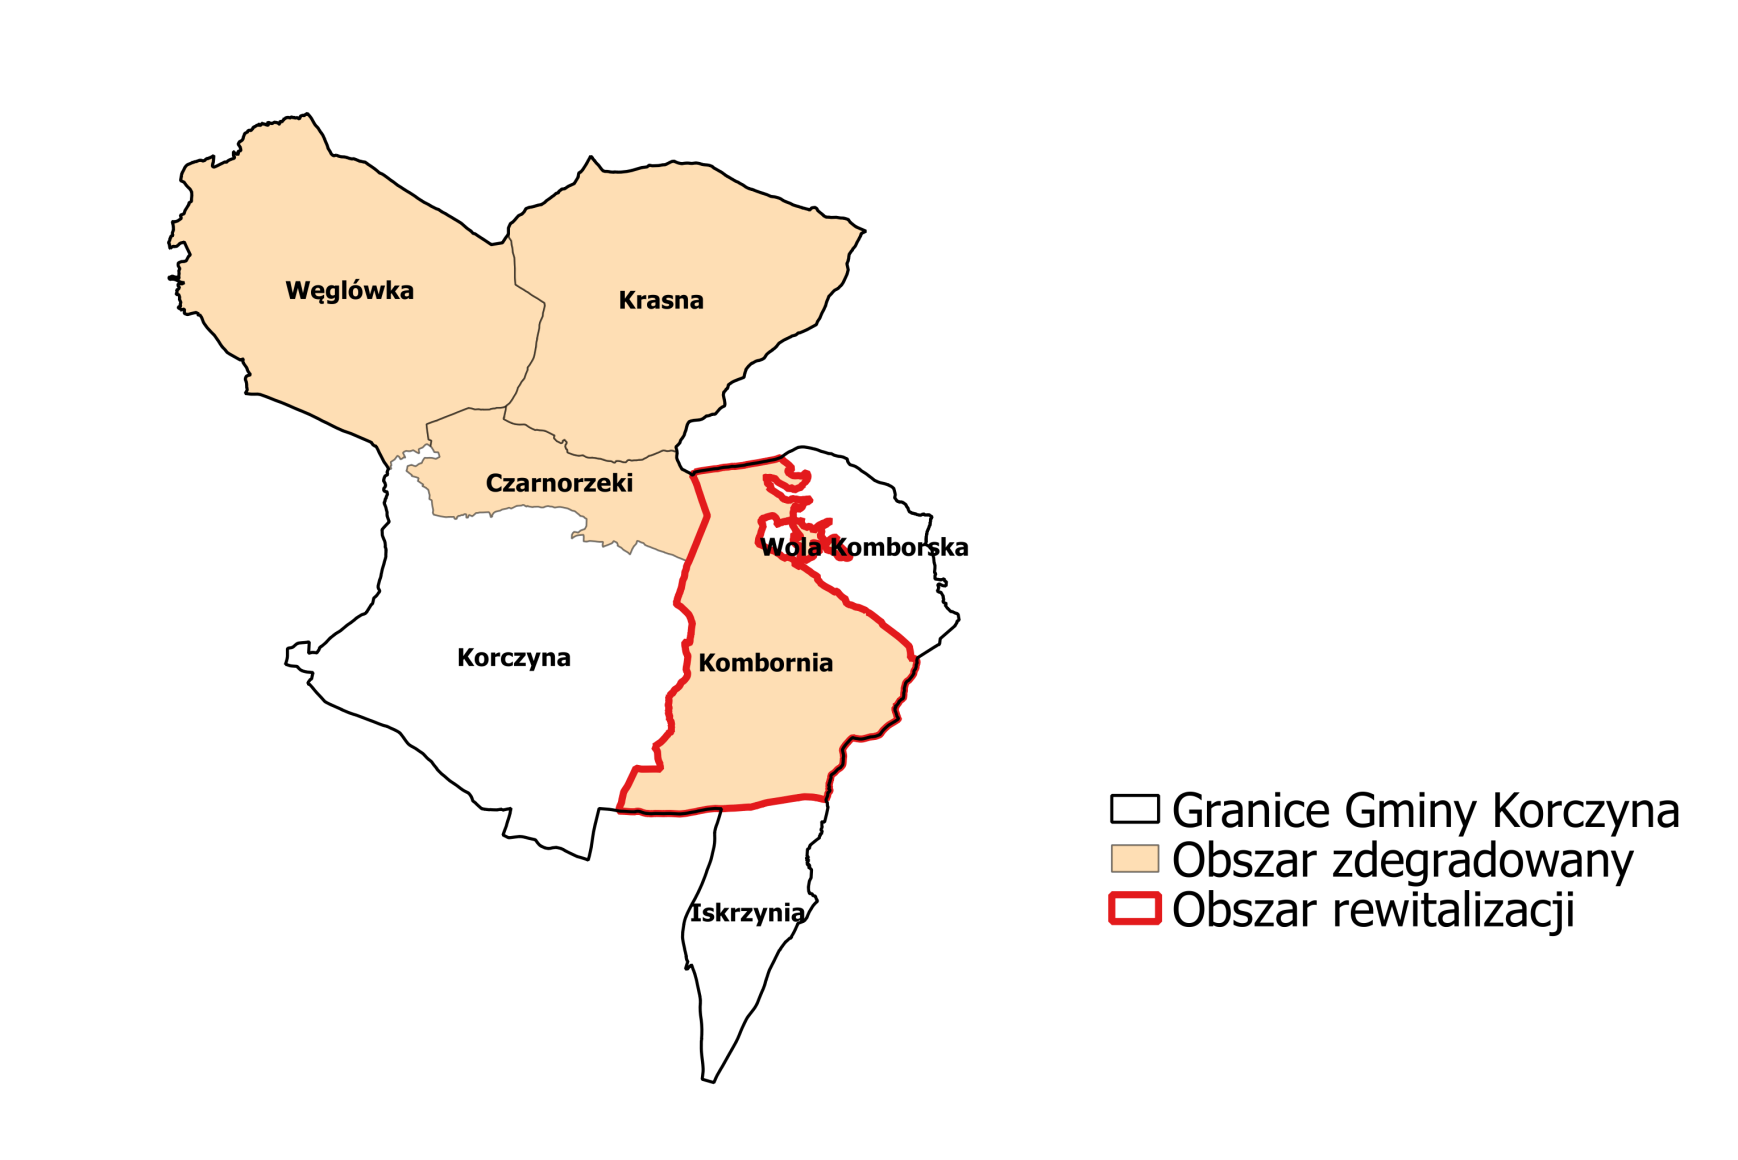 Węglówka
Krasna
Czarnorzeki
Wola Komborska
Korczyna
Kombornia
Iskrzynia
Granice Gminy Korczyna
Obszar zdegradowany
Obszar rewitalizacji